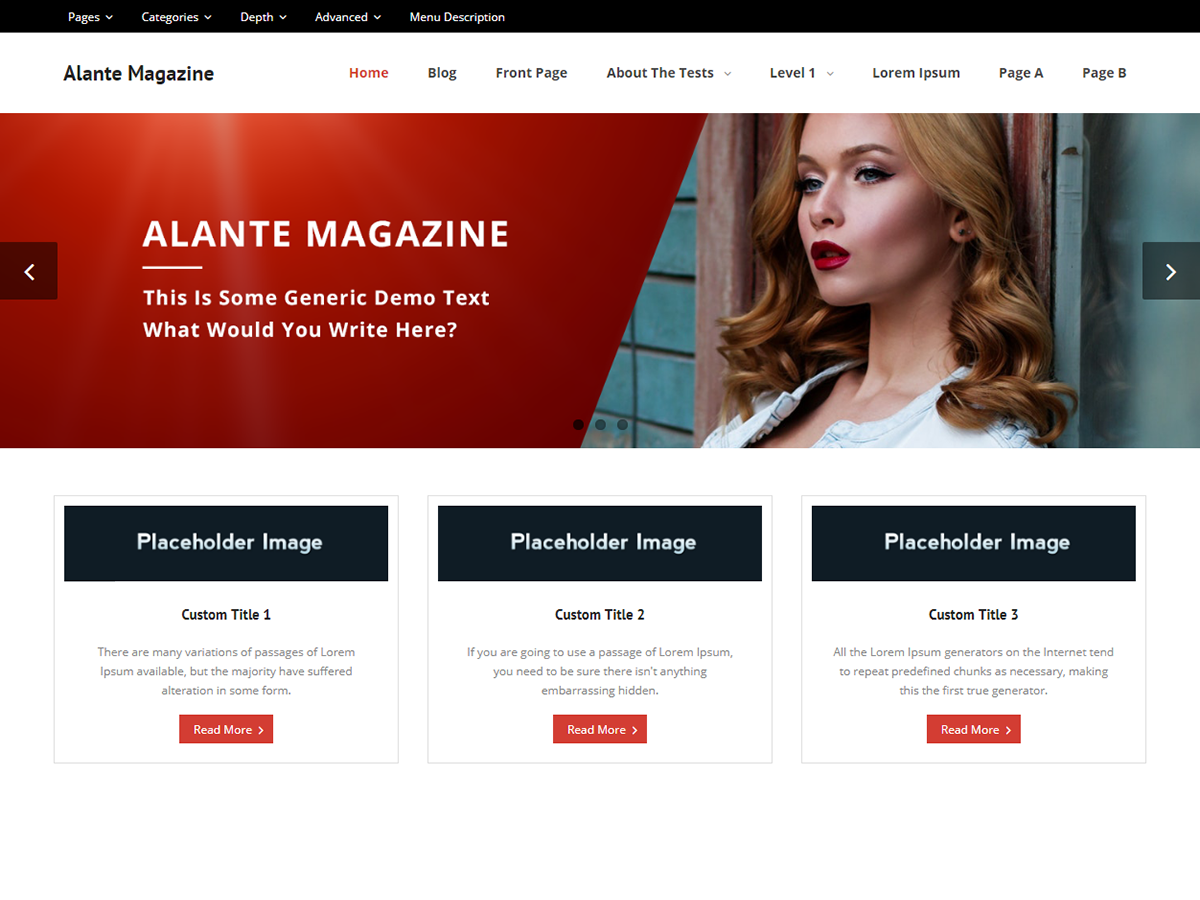 Pages Categories Depth Advanced Menu Description
Alante Magazine
Home Blog Front Page About The Tests Level 1 Lorem Ipsum Page A Page B
ALANTE MAGAZINE
This Is Some Generic Demo Text
What Would You Write Here?
Placeholder Image
Custom Title 1
There are many variations of passages of Lorem
Ipsum available, but the majority have suffered
alteration in some form.
Read More
Placeholder Image
Custom Title 2
If you are going to use a passage of Lorem Ipsum,
you need to be sure there isn't anything
embarrassing hidden.
Read More
Placeholder Image
Custom Title 3
All the Lorem Ipsum generators on the Internet tend
to repeat predefined chunks as necessary, making
this the first true generator.
Read More